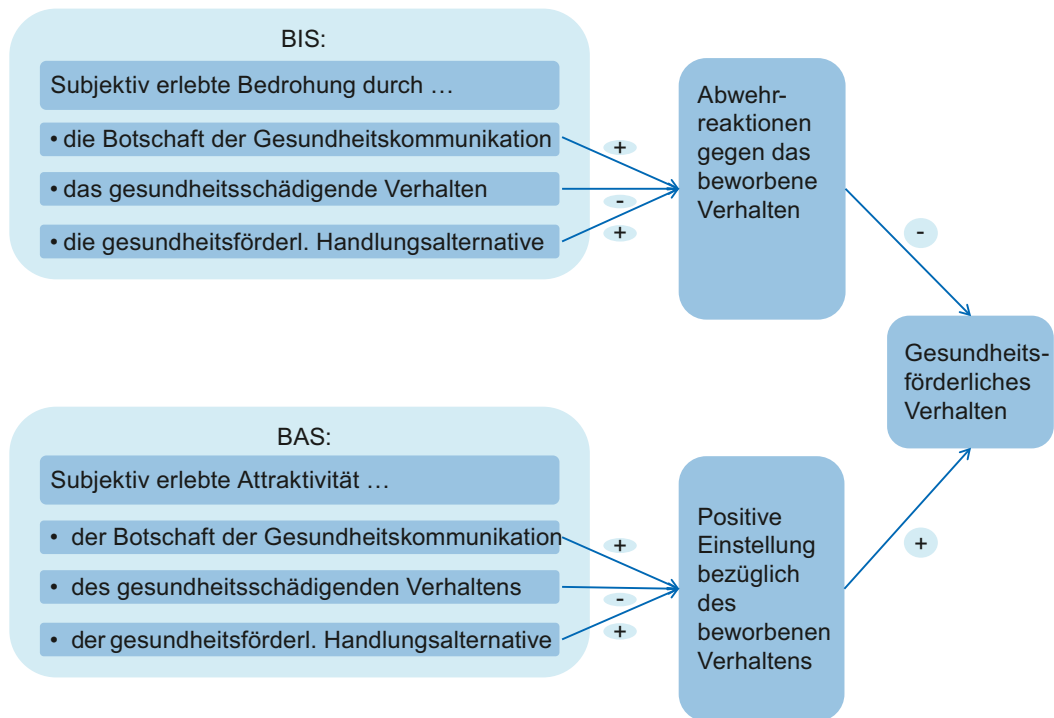 BIS:
Subjektiv erlebte Bedrohung durch …
• die Botschaft der Gesundheitskommunikation
+
• das gesundheitsschädigende Verhalten
-
• die gesundheitsförderl. Handlungsalternative
+
Abwehr-
reaktionen
gegen das
beworbene
Verhalten
-
Gesundheits-
förderliches
Verhalten
BAS:
Subjektiv erlebte Attraktivität …
• der Botschaft der Gesundheitskommunikation
+
• des gesundheitsschädigenden Verhaltens
-
• der gesundheitsförderl. Handlungsalternative
+
Positive
Einstellung
bezüglich
des
beworbenen
Verhaltens
+